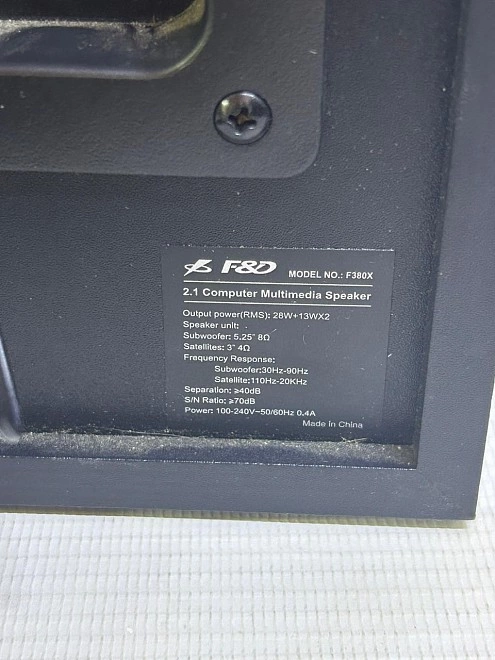 F&D MODEL NO.: F380X
2.1 Computer Multimedia Speaker
Output power(RMS): 28W+13WX2
Speaker unit:
Subwoofer: 5.25" 8Ω
Satellites: 3" 4Ω
Frequency Response:
Subwoofer:30Hz-90Hz
Satellite:110Hz-20KHz
Separation: ≥40dB
S/N Ratio: ≥70dB
Power: 100-240V~50/60Hz 0.4A
Made in China